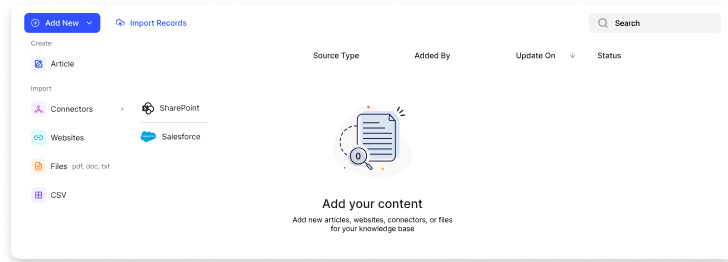 Add New
Import Records
Search
Create
Source Type
Added By
Update On
Status
Article
Import
Connectors
SharePoint
Websites
Salesforce
Files pdf, doc, txt
CSV
0
Add your content
Add new articles, websites, connectors, or files
for your knowledge base